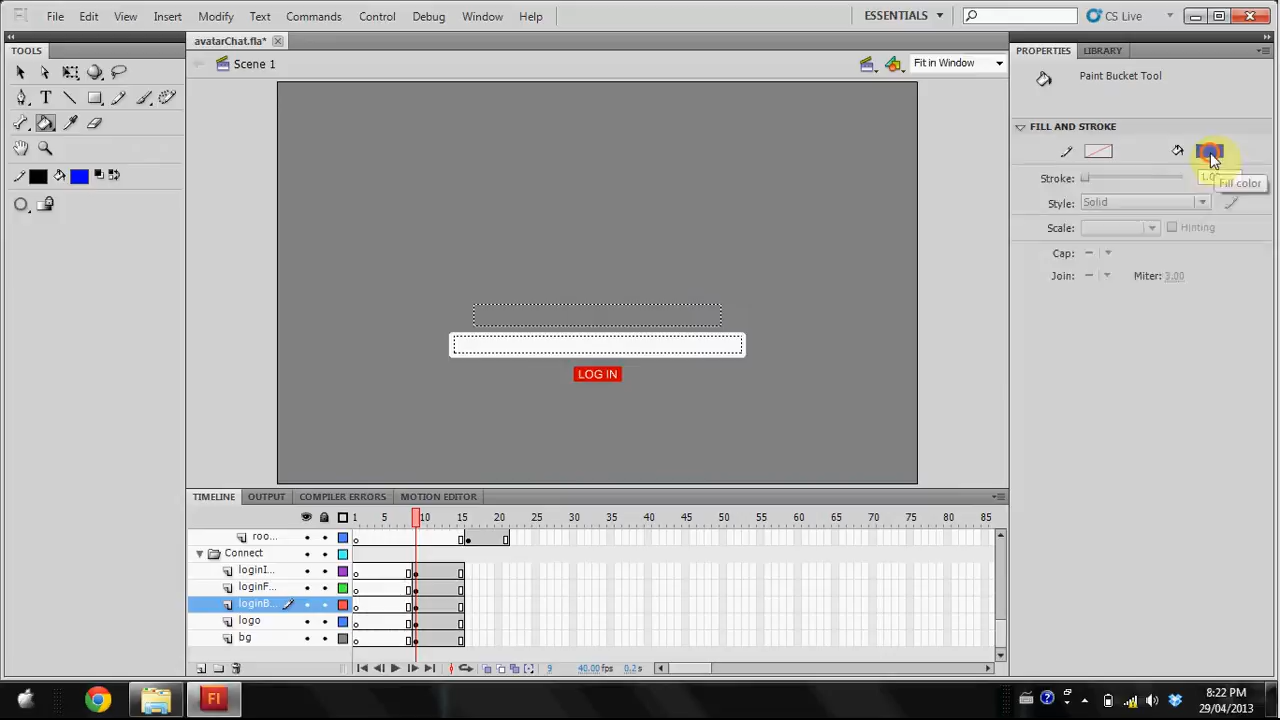 Fl File Edit View Insert Modify Text Commands Control Debug Window Help ESSENTIALS CS Live
TOOLS
avatarChat.fla*
Scene 1
Fit in Window
PROPERTIES LIBRARY
Paint Bucket Tool
FILL AND STROKE
Stroke: 1.00
Fill color
Style: Solid
Scale: Hinting
Cap:
Join: Miter: 3.00
LOG IN
TIMELINE OUTPUT COMPILER ERRORS MOTION EDITOR
1 5 10 15 20 25 30 35 40 45 50 55 60 65 70 75 80 85
roo...
Connect
loginI...
loginF...
loginB...
logo
bg
9 40.00 fps 0.2 s
Fl
8:22 PM
29/04/2013